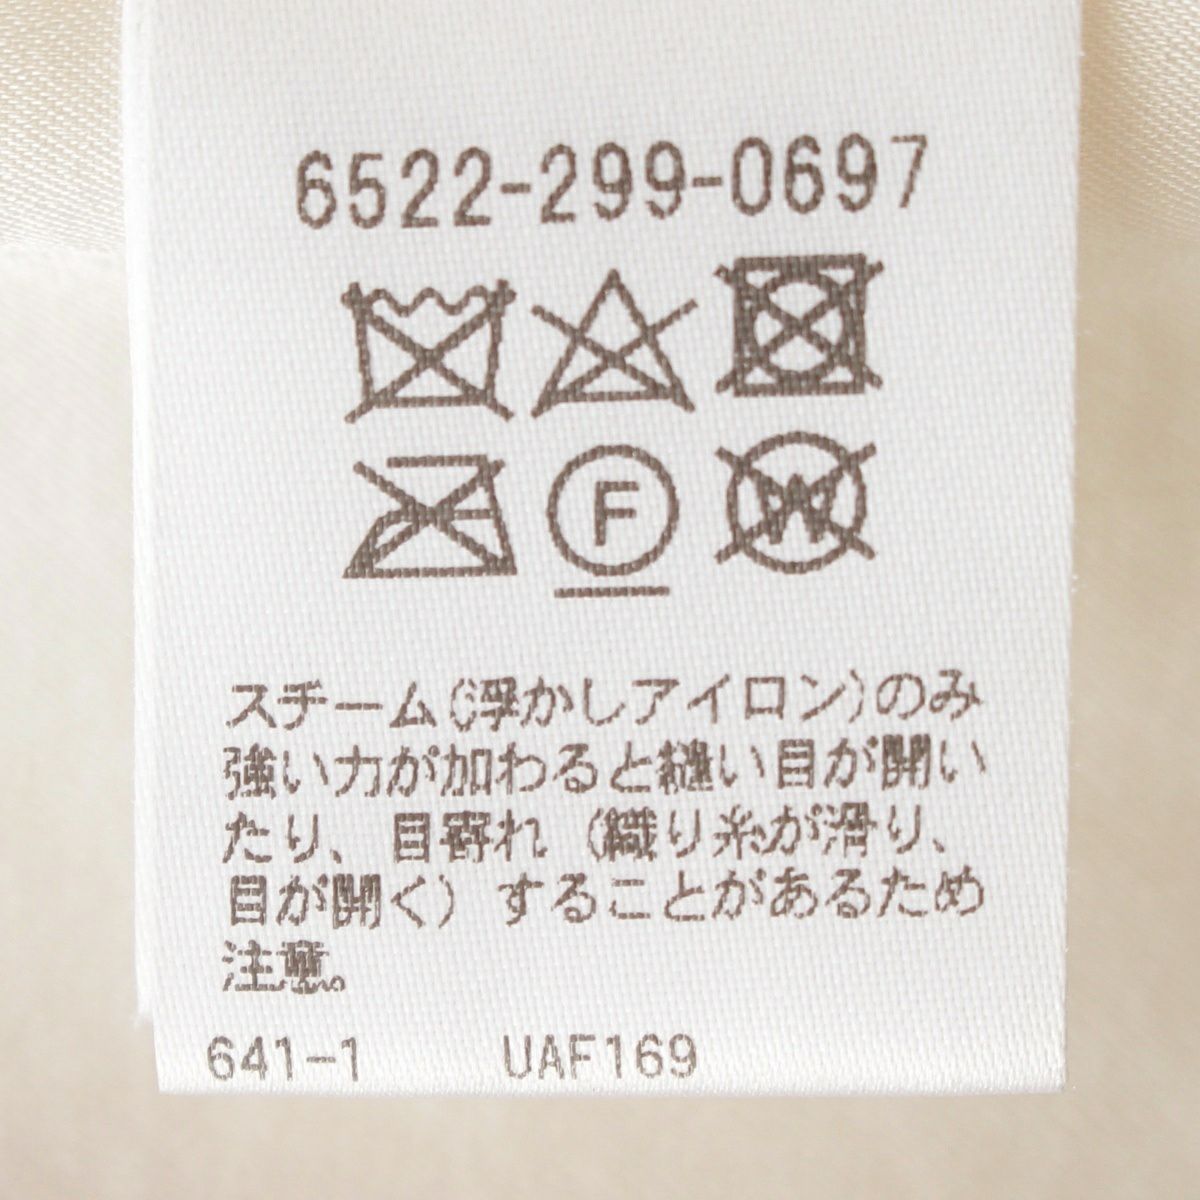 6522-299-0697
F
W
スチーム(浮かしアイロン)のみ
強い力が加わると縫い目が開い
たり、目寄れ（織り糸が滑り、
目が開く）することがあるため
注意。
641-1 UAF169